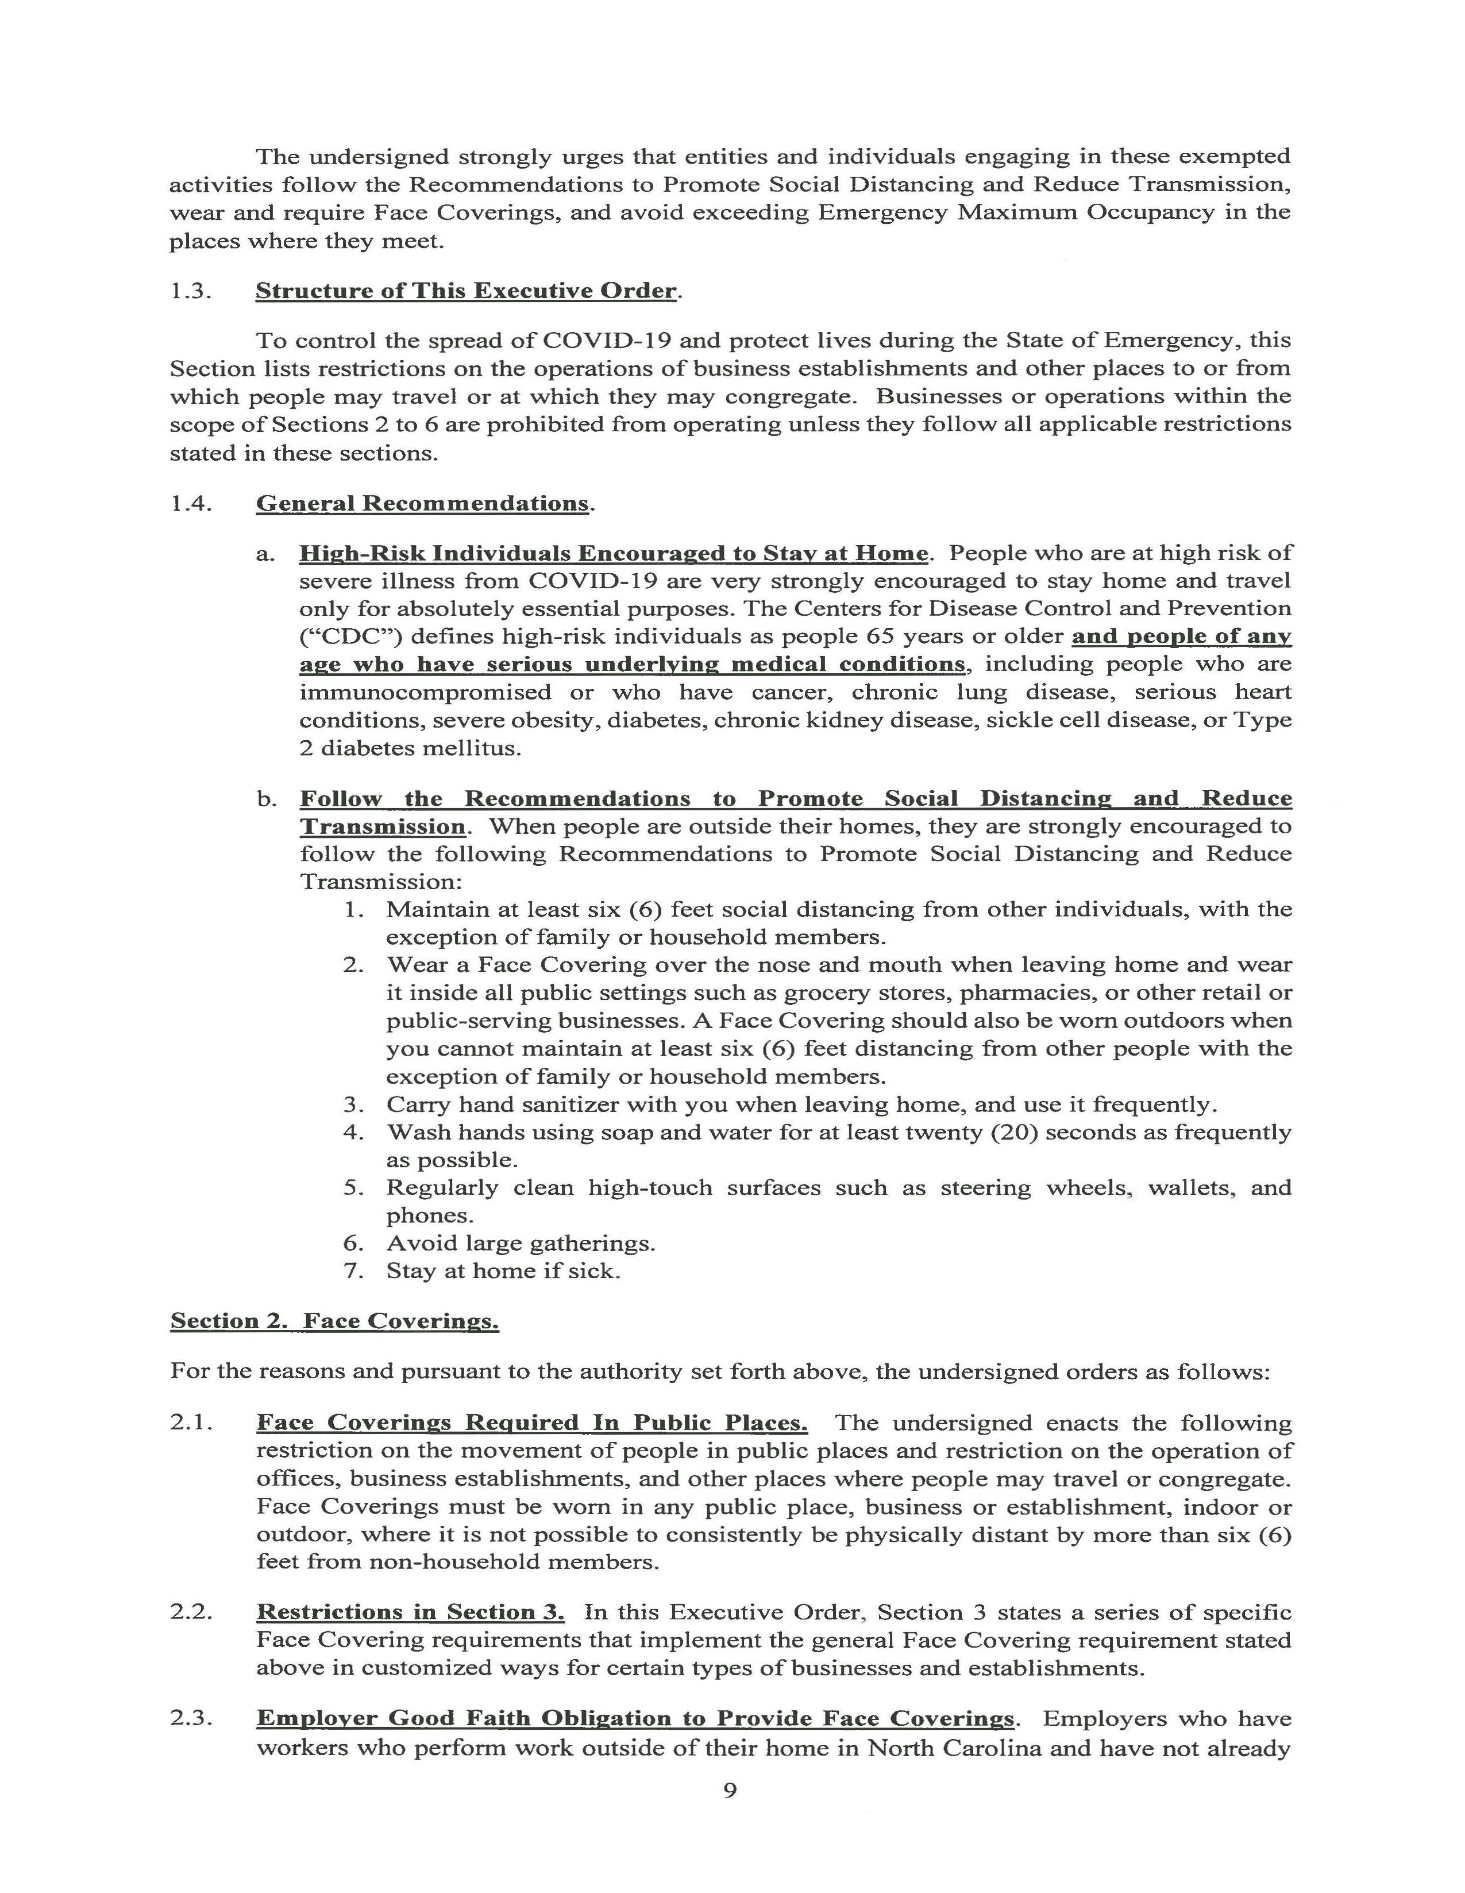 The undersigned strongly urges that entities and individuals engaging in these exempted
activities follow the Recommendations to Promote Social Distancing and Reduce Transmission,
wear and require Face Coverings, and avoid exceeding Emergency Maximum Occupancy in the
places where they meet.
1.3. Structure of This Executive Order.
To control the spread of COVID-19 and protect lives during the State of Emergency, this
Section lists restrictions on the operations of business establishments and other places to or from
which people may travel or at which they may congregate. Businesses or operations within the
scope of Sections 2 to 6 are prohibited from operating unless they follow all applicable restrictions
stated in these sections.
1.4. General Recommendations.
a. High-Risk Individuals Encouraged to Stay at Home. People who are at high risk of
severe illness from COVID-19 are very strongly encouraged to stay home and travel
only for absolutely essential purposes. The Centers for Disease Control and Prevention
(“CDC”) defines high-risk individuals as people 65 years or older and people of any
age who have serious underlying medical conditions, including people who are
immunocompromised or who have cancer, chronic lung disease, serious heart
conditions, severe obesity, diabetes, chronic kidney disease, sickle cell disease, or Type
2 diabetes mellitus.
b. Follow the Recommendations to Promote Social Distancing and Reduce
Transmission. When people are outside their homes, they are strongly encouraged to
follow the following Recommendations to Promote Social Distancing and Reduce
Transmission:
1. Maintain at least six (6) feet social distancing from other individuals, with the
exception of family or household members.
2. Wear a Face Covering over the nose and mouth when leaving home and wear
it inside all public settings such as grocery stores, pharmacies, or other retail or
public-serving businesses. A Face Covering should also be worn outdoors when
you cannot maintain at least six (6) feet distancing from other people with the
exception of family or household members.
3. Carry hand sanitizer with you when leaving home, and use it frequently.
4. Wash hands using soap and water for at least twenty (20) seconds as frequently
as possible.
5. Regularly clean high-touch surfaces such as steering wheels, wallets, and
phones.
6. Avoid large gatherings.
7. Stay at home if sick.
Section 2. Face Coverings.
For the reasons and pursuant to the authority set forth above, the undersigned orders as follows:
2.1. Face Coverings Required In Public Places. The undersigned enacts the following
restriction on the movement of people in public places and restriction on the operation of
offices, business establishments, and other places where people may travel or congregate.
Face Coverings must be worn in any public place, business or establishment, indoor or
outdoor, where it is not possible to consistently be physically distant by more than six (6)
feet from non-household members.
2.2. Restrictions in Section 3. In this Executive Order, Section 3 states a series of specific
Face Covering requirements that implement the general Face Covering requirement stated
above in customized ways for certain types of businesses and establishments.
2.3. Employer Good Faith Obligation to Provide Face Coverings. Employers who have
workers who perform work outside of their home in North Carolina and have not already
9